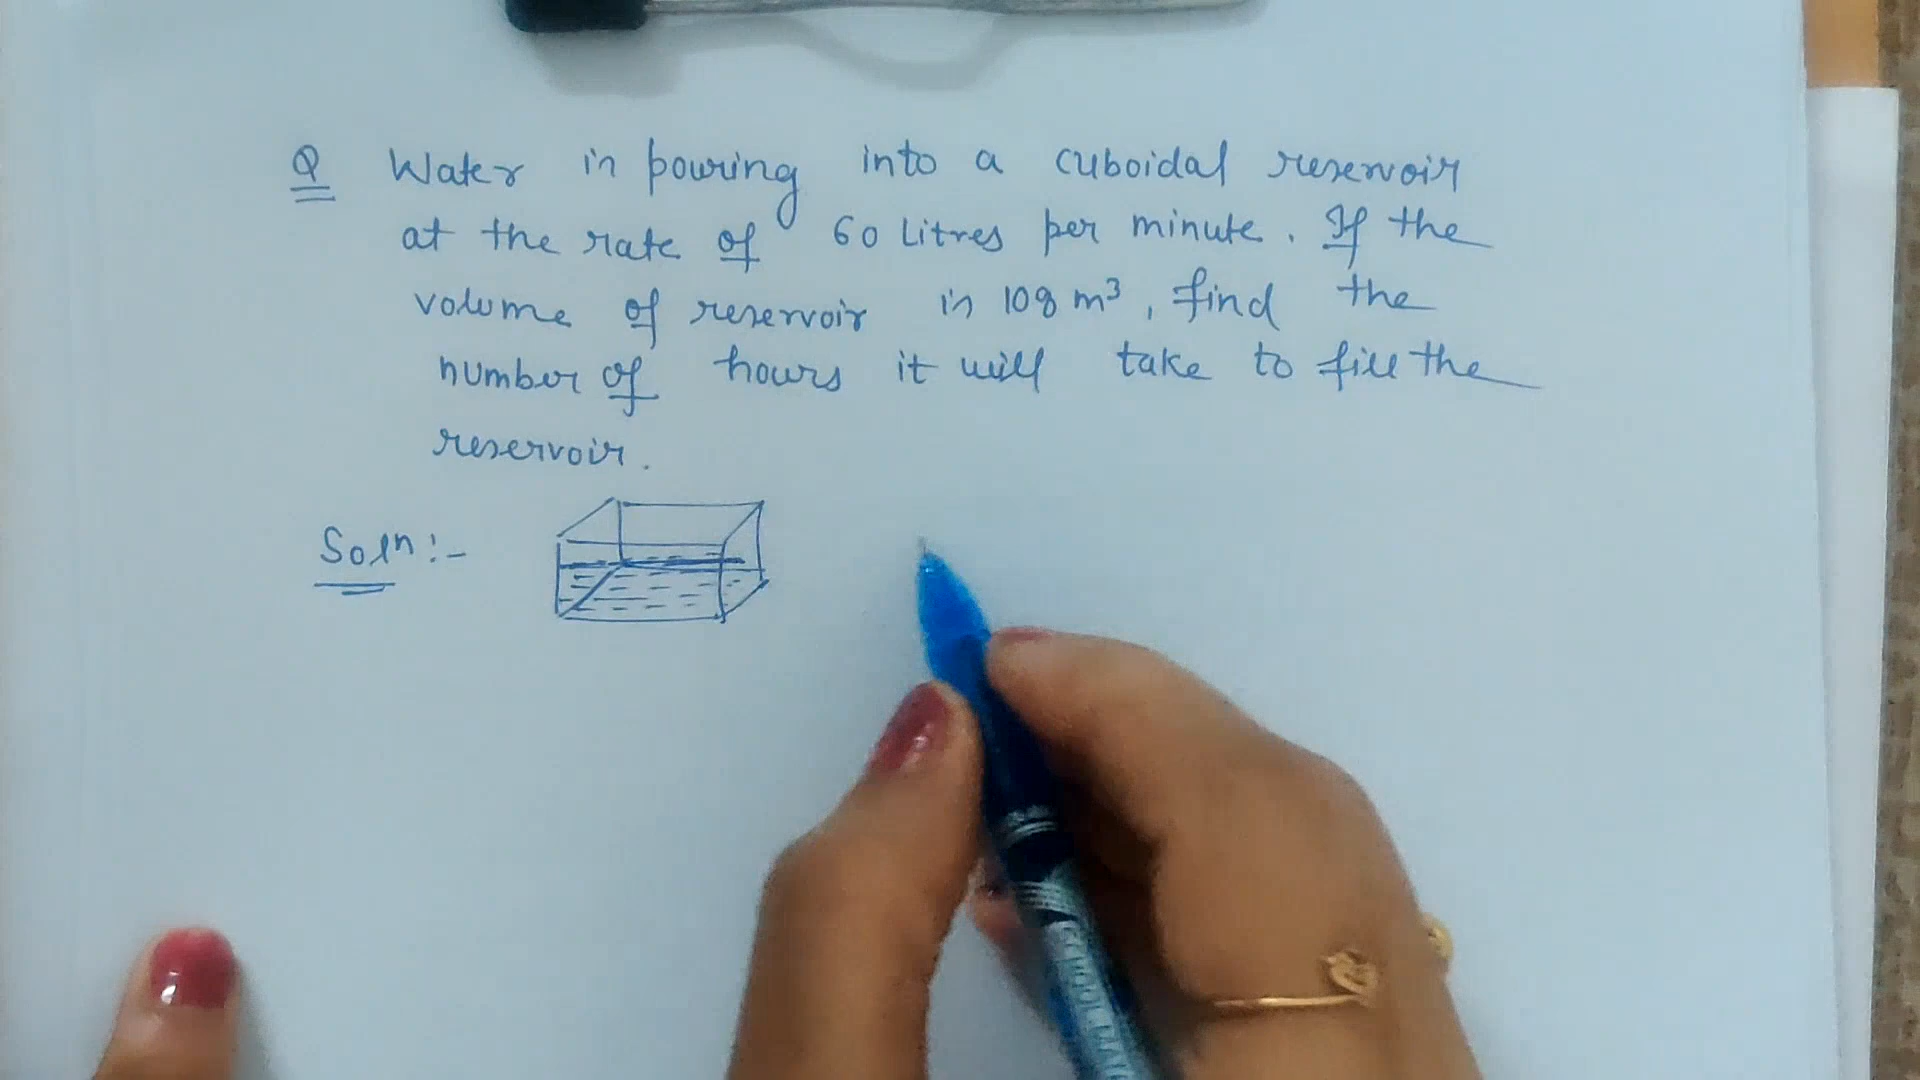 Q Water is pouring into a cuboidal reservoir
at the rate of 60 Litres per minute. If the
volume of reservoir is 108 m³, find the
number of hours it will take to fill the
reservoir.
Soln:-